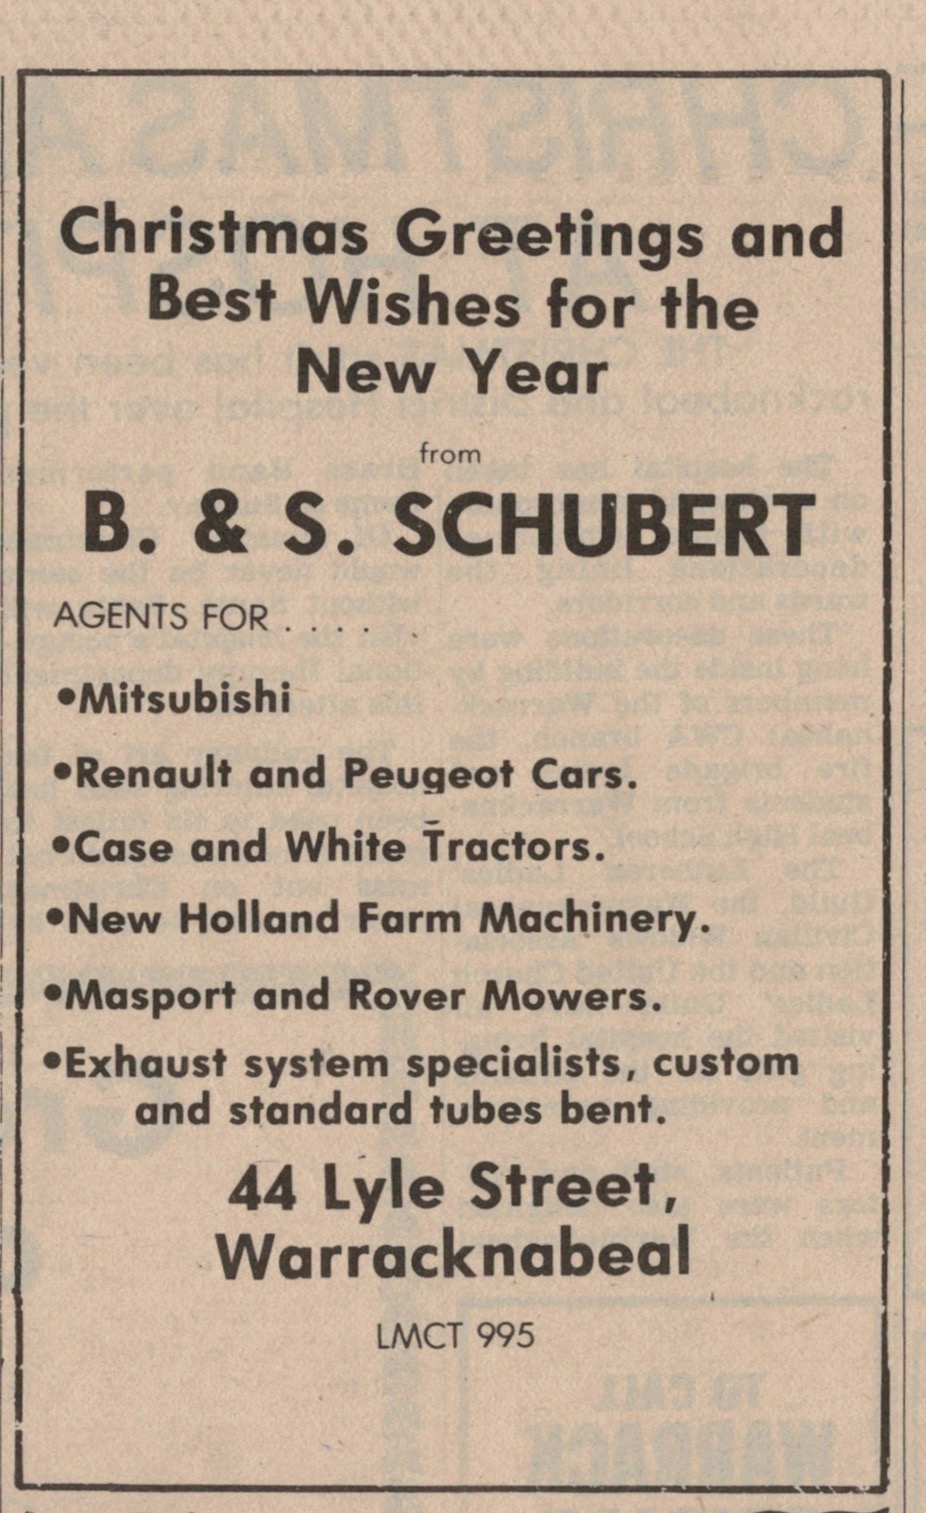 Christmas Greetings and
Best Wishes for the
New Year
from
B. & S. SCHUBERT
AGENTS FOR . . . . .
•Mitsubishi
•Renault and Peugeot Cars.
•Case and White Tractors.
•New Holland Farm Machinery.
•Masport and Rover Mowers.
•Exhaust system specialists, custom
and standard tubes bent.
44 Lyle Street,
Warracknabeal
LMCT 995